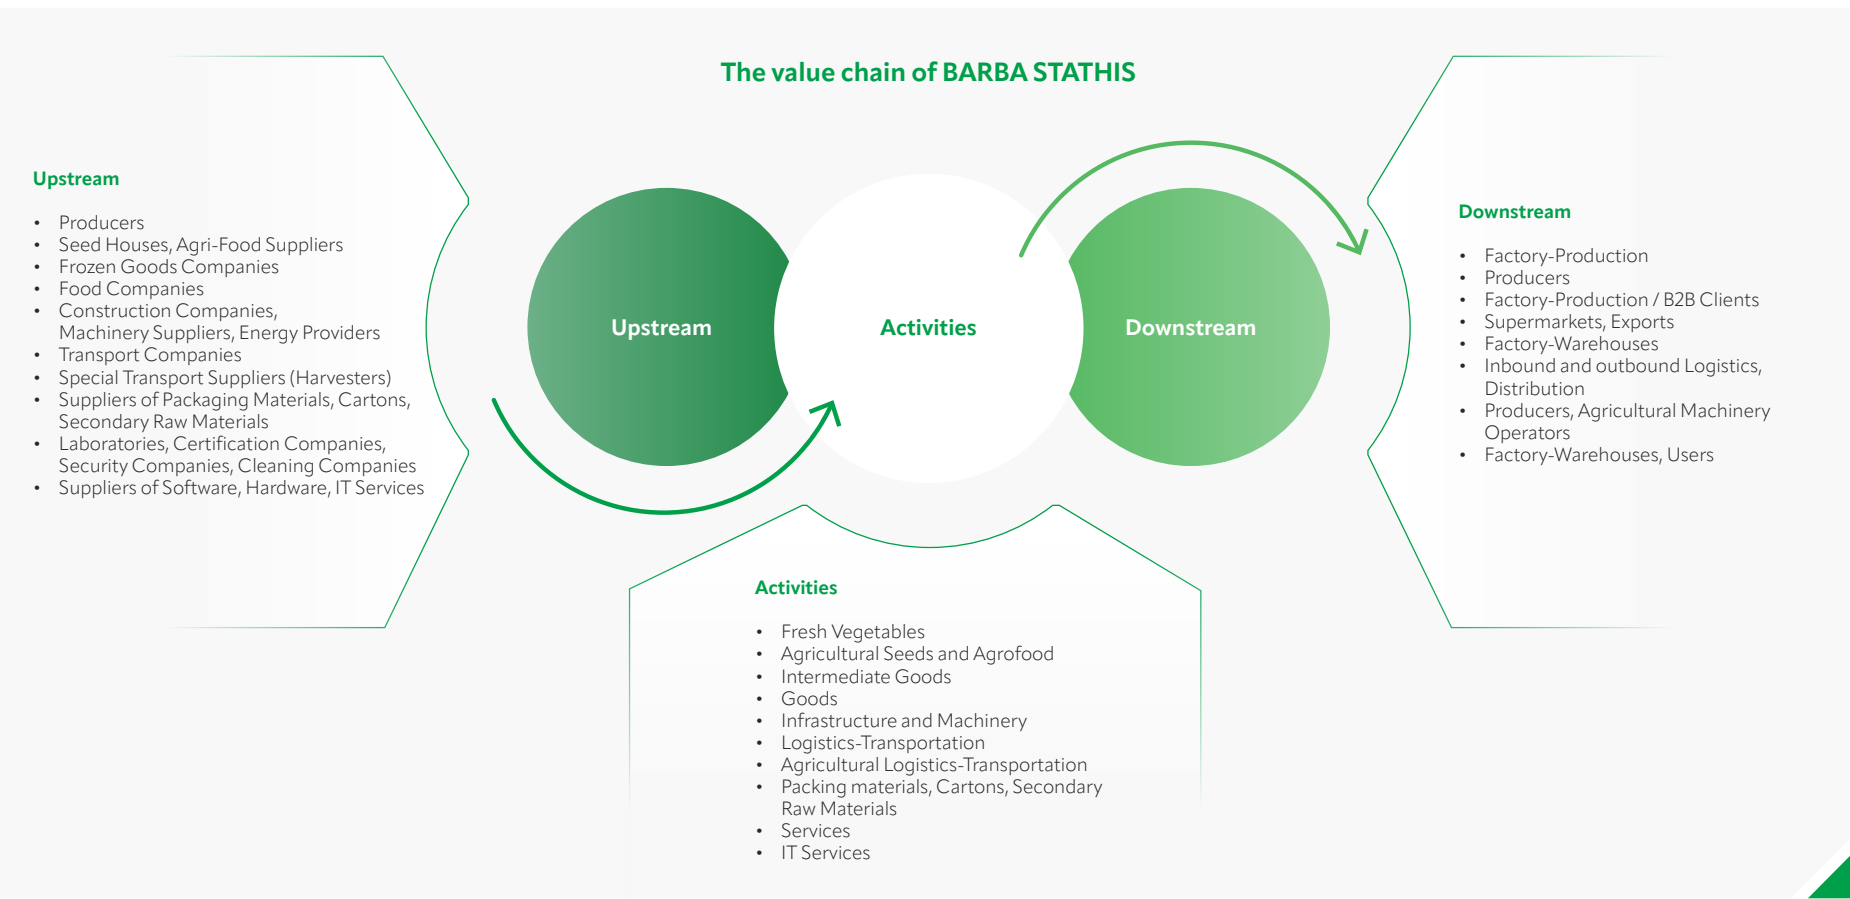 The value chain of BARBA STATHIS
Upstream
• Producers
• Seed Houses, Agri-Food Suppliers
• Frozen Goods Companies
• Food Companies
• Construction Companies,
Machinery Suppliers, Energy Providers
• Transport Companies
• Special Transport Suppliers (Harvesters)
• Suppliers of Packaging Materials, Cartons,
Secondary Raw Materials
• Laboratories, Certification Companies,
Security Companies, Cleaning Companies
• Suppliers of Software, Hardware, IT Services
Upstream
Activities
Downstream
Activities
• Fresh Vegetables
• Agricultural Seeds and Agrofood
• Intermediate Goods
• Goods
• Infrastructure and Machinery
• Logistics-Transportation
• Agricultural Logistics-Transportation
• Packing materials, Cartons, Secondary
Raw Materials
• Services
• IT Services
Downstream
• Factory-Production
• Producers
• Factory-Production / B2B Clients
• Supermarkets, Exports
• Factory-Warehouses
• Inbound and outbound Logistics,
Distribution
• Producers, Agricultural Machinery
Operators
• Factory-Warehouses, Users